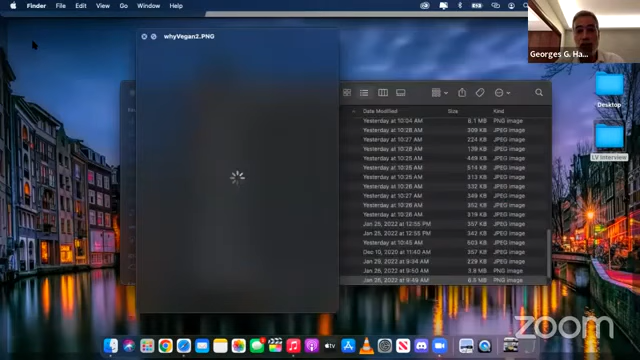 Finder File Edit View Go Window Help
Georges G. Ha...
whyVegan2.PNG
Desktop
LV Interview
Date Modified Size Kind
Yesterday at 10:04 AM 6.1 MB PNG image
Yesterday at 10:28 AM 309 KB JPEG image
Yesterday at 10:27 AM 224 KB JPEG image
Yesterday at 10:28 AM 139 KB JPEG image
Yesterday at 10:25 AM 449 KB JPEG image
Yesterday at 10:26 AM 514 KB JPEG image
Yesterday at 10:25 AM 313 KB JPEG image
Yesterday at 10:28 AM 332 KB JPEG image
Yesterday at 10:27 AM 349 KB JPEG image
Yesterday at 10:28 AM 352 KB JPEG image
Yesterday at 10:26 AM 319 KB JPEG image
Jan 25, 2022 at 12:55 PM 357 KB JPEG image
Jan 25, 2022 at 12:55 PM 342 KB JPEG image
Yesterday at 10:45 AM 503 KB JPEG image
Dec 10, 2020 at 11:40 AM 357 KB JPEG image
Jan 29, 2022 at 9:34 AM 229 KB JPEG image
Jan 26, 2022 at 9:50 AM 3.8 MB PNG image
Jan 26, 2022 at 9:49 AM 6.3 MB PNG image
tv
zoom